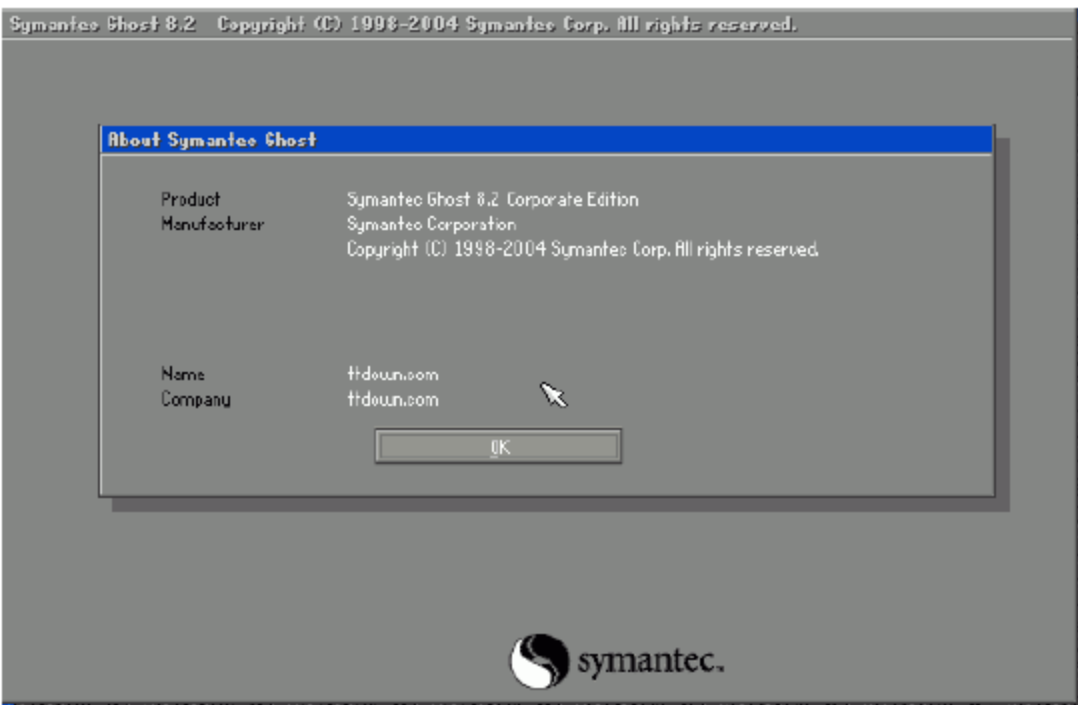 Symantec Ghost 8.2 Copyright (C) 1998-2004 Symantec Corp. All rights reserved.
About Symantec Ghost
Product Symantec Ghost 8.2 Corporate Edition
Manufacturer Symantec Corporation
Copyright (C) 1998-2004 Symantec Corp. All rights reserved.
Name ttdown.com
Company ttdown.com
OK
symantec.